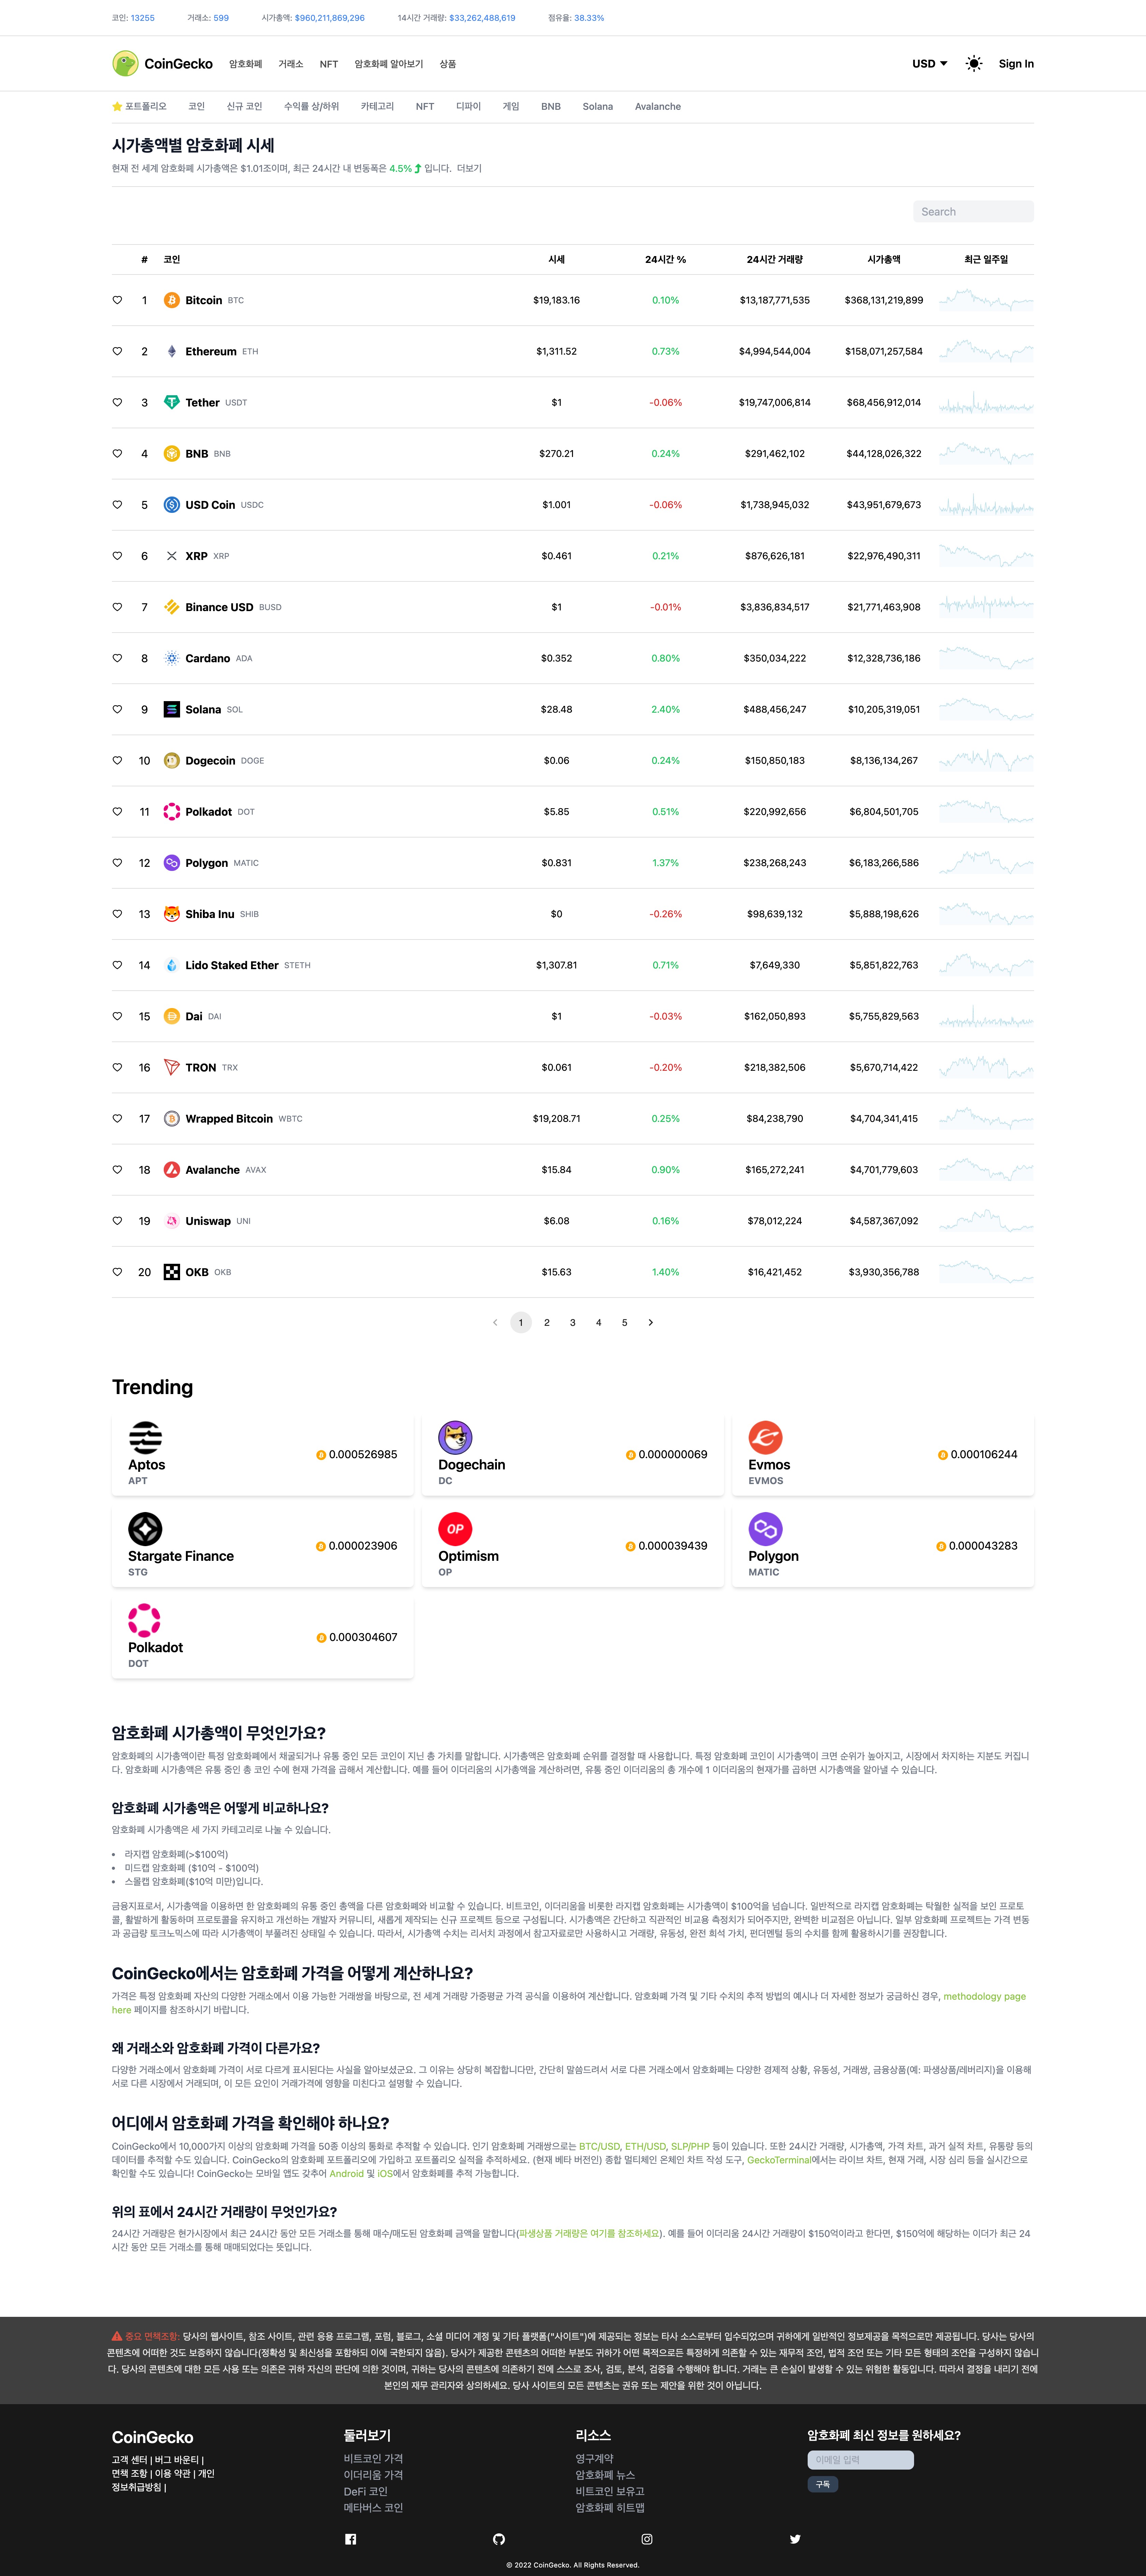 코인: 13255 거래소: 599 시가총액: $960,211,869,296 14시간 거래량: $33,262,488,619 점유율: 38.33%
CoinGecko 암호화폐 거래소 NFT 암호화폐 알아보기 상품 USD Sign In
포트폴리오 코인 신규 코인 수익률 상/하위 카테고리 NFT 디파이 게임 BNB Solana Avalanche
시가총액별 암호화폐 시세
현재 전 세계 암호화폐 시가총액은 $1.01조이며, 최근 24시간 내 변동폭은 4.5% 입니다. 더보기
Search
# 코인 시세 24시간 % 24시간 거래량 시가총액 최근 일주일
1 Bitcoin BTC $19,183.16 0.10% $13,187,771,535 $368,131,219,899
2 Ethereum ETH $1,311.52 0.73% $4,994,544,004 $158,071,257,584
3 Tether USDT $1 -0.06% $19,747,006,814 $68,456,912,014
4 BNB BNB $270.21 0.24% $291,462,102 $44,128,026,322
5 USD Coin USDC $1.001 -0.06% $1,738,945,032 $43,951,679,673
6 XRP XRP $0.461 0.21% $876,626,181 $22,976,490,311
7 Binance USD BUSD $1 -0.01% $3,836,834,517 $21,771,463,908
8 Cardano ADA $0.352 0.80% $350,034,222 $12,328,736,186
9 Solana SOL $28.48 2.40% $488,456,247 $10,205,319,051
10 Dogecoin DOGE $0.06 0.24% $150,850,183 $8,136,134,267
11 Polkadot DOT $5.85 0.51% $220,992,656 $6,804,501,705
12 Polygon MATIC $0.831 1.37% $238,268,243 $6,183,266,586
13 Shiba Inu SHIB $0 -0.26% $98,639,132 $5,888,198,626
14 Lido Staked Ether STETH $1,307.81 0.71% $7,649,330 $5,851,822,763
15 Dai DAI $1 -0.03% $162,050,893 $5,755,829,563
16 TRON TRX $0.061 -0.20% $218,382,506 $5,670,714,422
17 Wrapped Bitcoin WBTC $19,208.71 0.25% $84,238,790 $4,704,341,415
18 Avalanche AVAX $15.84 0.90% $165,272,241 $4,701,779,603
19 Uniswap UNI $6.08 0.16% $78,012,224 $4,587,367,092
20 OKB OKB $15.63 1.40% $16,421,452 $3,930,356,788
1 2 3 4 5
Trending
Aptos
APT
0.000526985
Dogechain
DC
0.000000069
Evmos
EVMOS
0.000106244
Stargate Finance
STG
0.000023906
OP
Optimism
OP
0.000039439
Polygon
MATIC
0.000043283
Polkadot
DOT
0.000304607
암호화폐 시가총액이 무엇인가요?
암호화폐의 시가총액이란 특정 암호화폐에서 채굴되거나 유통 중인 모든 코인이 지닌 총 가치를 말합니다. 시가총액은 암호화폐 순위를 결정할 때 사용합니다. 특정 암호화폐 코인이 시가총액이 크면 순위가 높아지고, 시장에서 차지하는 지분도 커집니
다. 암호화폐 시가총액은 유통 중인 총 코인 수에 현재 가격을 곱해서 계산합니다. 예를 들어 이더리움의 시가총액을 계산하려면, 유통 중인 이더리움의 총 개수에 1 이더리움의 현재가를 곱하면 시가총액을 알아낼 수 있습니다.
암호화폐 시가총액은 어떻게 비교하나요?
암호화폐 시가총액은 세 가지 카테고리로 나눌 수 있습니다.
• 라지캡 암호화폐(>$100억)
• 미드캡 암호화폐 ($10억 - $100억)
• 스몰캡 암호화폐($10억 미만)입니다.
금융지표로서, 시가총액을 이용하면 한 암호화폐의 유통 중인 총액을 다른 암호화폐와 비교할 수 있습니다. 비트코인, 이더리움을 비롯한 라지캡 암호화폐는 시가총액이 $100억을 넘습니다. 일반적으로 라지캡 암호화폐는 탁월한 실적을 보인 프로토
콜, 활발하게 활동하며 프로토콜을 유지하고 개선하는 개발자 커뮤니티, 새롭게 제작되는 신규 프로젝트 등으로 구성됩니다. 시가총액은 간단하고 직관적인 비교용 측정치가 되어주지만, 완벽한 비교점은 아닙니다. 일부 암호화폐 프로젝트는 가격 변동
과 공급량 토크노믹스에 따라 시가총액이 부풀려진 상태일 수 있습니다. 따라서, 시가총액 수치는 리서치 과정에서 참고자료로만 사용하시고 거래량, 유동성, 완전 희석 가치, 펀더멘털 등의 수치를 함께 활용하시기를 권장합니다.
CoinGecko에서는 암호화폐 가격을 어떻게 계산하나요?
가격은 특정 암호화폐 자산의 다양한 거래소에서 이용 가능한 거래쌍을 바탕으로, 전 세계 거래량 가중평균 가격 공식을 이용하여 계산합니다. 암호화폐 가격 및 기타 수치의 추적 방법의 예시나 더 자세한 정보가 궁금하신 경우, methodology page
here 페이지를 참조하시기 바랍니다.
왜 거래소와 암호화폐 가격이 다른가요?
다양한 거래소에서 암호화폐 가격이 서로 다르게 표시된다는 사실을 알아보셨군요. 그 이유는 상당히 복잡합니다만, 간단히 말씀드려서 서로 다른 거래소에서 암호화폐는 다양한 경제적 상황, 유동성, 거래쌍, 금융상품(예: 파생상품/레버리지)을 이용해
서로 다른 시장에서 거래되며, 이 모든 요인이 거래가격에 영향을 미친다고 설명할 수 있습니다.
어디에서 암호화폐 가격을 확인해야 하나요?
CoinGecko에서 10,000가지 이상의 암호화폐 가격을 50종 이상의 통화로 추적할 수 있습니다. 인기 암호화폐 거래쌍으로는 BTC/USD, ETH/USD, SLP/PHP 등이 있습니다. 또한 24시간 거래량, 시가총액, 가격 차트, 과거 실적 차트, 유통량 등의
데이터를 추적할 수도 있습니다. CoinGecko의 암호화폐 포트폴리오에 가입하고 포트폴리오 실적을 추적하세요. (현재 베타 버전인) 종합 멀티체인 온체인 차트 작성 도구, GeckoTerminal에서는 라이브 차트, 현재 거래, 시장 심리 등을 실시간으로
확인할 수도 있습니다! CoinGecko는 모바일 앱도 갖추어 Android 및 iOS에서 암호화폐를 추적 가능합니다.
위의 표에서 24시간 거래량이 무엇인가요?
24시간 거래량은 현가시장에서 최근 24시간 동안 모든 거래소를 통해 매수/매도된 암호화폐 금액을 말합니다(파생상품 거래량은 여기를 참조하세요). 예를 들어 이더리움 24시간 거래량이 $150억이라고 한다면, $150억에 해당하는 이더가 최근 24
시간 동안 모든 거래소를 통해 매매되었다는 뜻입니다.
중요 면책조항: 당사의 웹사이트, 참조 사이트, 관련 응용 프로그램, 포럼, 블로그, 소셜 미디어 계정 및 기타 플랫폼("사이트")에 제공되는 정보는 타사 소스로부터 입수되었으며 귀하에게 일반적인 정보제공을 목적으로만 제공됩니다. 당사는 당사의
콘텐츠에 어떠한 것도 보증하지 않습니다(정확성 및 최신성을 포함하되 이에 국한되지 않음). 당사가 제공한 콘텐츠의 어떠한 부분도 귀하가 어떤 목적으로든 특정하게 의존할 수 있는 재무적 조언, 법적 조언 또는 기타 모든 형태의 조언을 구성하지 않습니
다. 당사의 콘텐츠에 대한 모든 사용 또는 의존은 귀하 자신의 판단에 의한 것이며, 귀하는 당사의 콘텐츠에 의존하기 전에 스스로 조사, 검토, 분석, 검증을 수행해야 합니다. 거래는 큰 손실이 발생할 수 있는 위험한 활동입니다. 따라서 결정을 내리기 전에
본인의 재무 관리자와 상의하세요. 당사 사이트의 모든 콘텐츠는 권유 또는 제안을 위한 것이 아닙니다.
CoinGecko
고객 센터 | 버그 바운티 |
면책 조항 | 이용 약관 | 개인
정보취급방침 |
둘러보기
비트코인 가격
이더리움 가격
DeFi 코인
메타버스 코인
리소스
영구계약
암호화폐 뉴스
비트코인 보유고
암호화폐 히트맵
암호화폐 최신 정보를 원하세요?
이메일 입력
구독
© 2022 CoinGecko. All Rights Reserved.